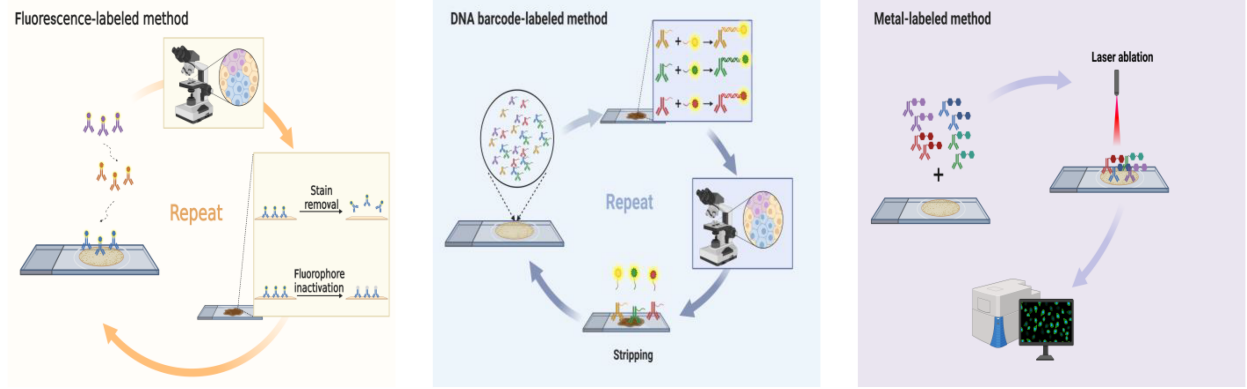 Fluorescence-labeled method
Repeat
Stain
removal
Fluorophore
inactivation
DNA barcode-labeled method
+
+
+
Repeat
Stripping
Metal-labeled method
Laser ablation
+